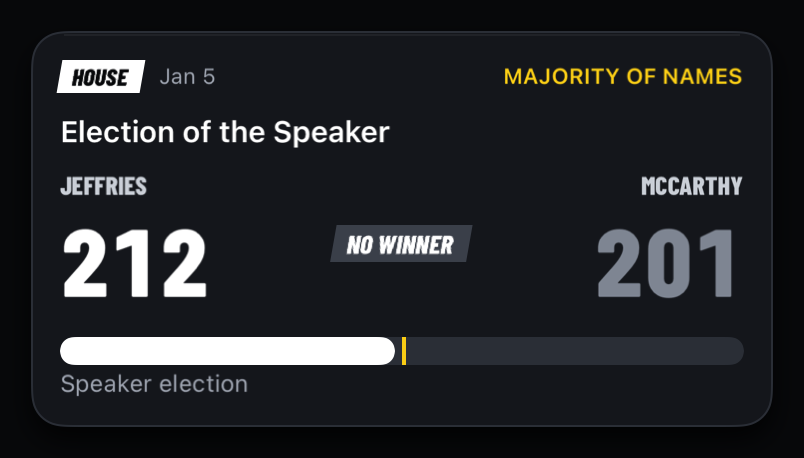 HOUSE Jan 5 MAJORITY OF NAMES
Election of the Speaker
JEFFRIES MCCARTHY
212 NO WINNER 201
Speaker election